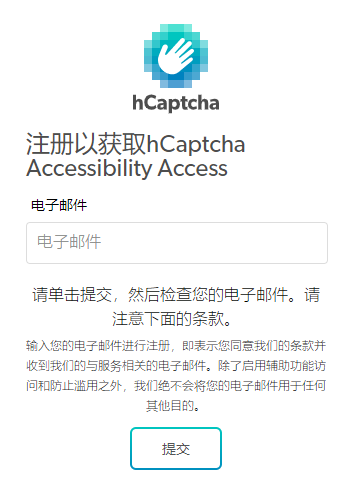 hCaptcha
注册以获取hCaptcha
Accessibility Access
电子邮件
电子邮件
请单击提交，然后检查您的电子邮件。请
注意下面的条款。
输入您的电子邮件进行注册，即表示您同意我们的条款并
收到我们的与服务相关的电子邮件。除了启用辅助功能访
问和防止滥用之外，我们绝不会将您的电子邮件用于任何
其他目的。
提交